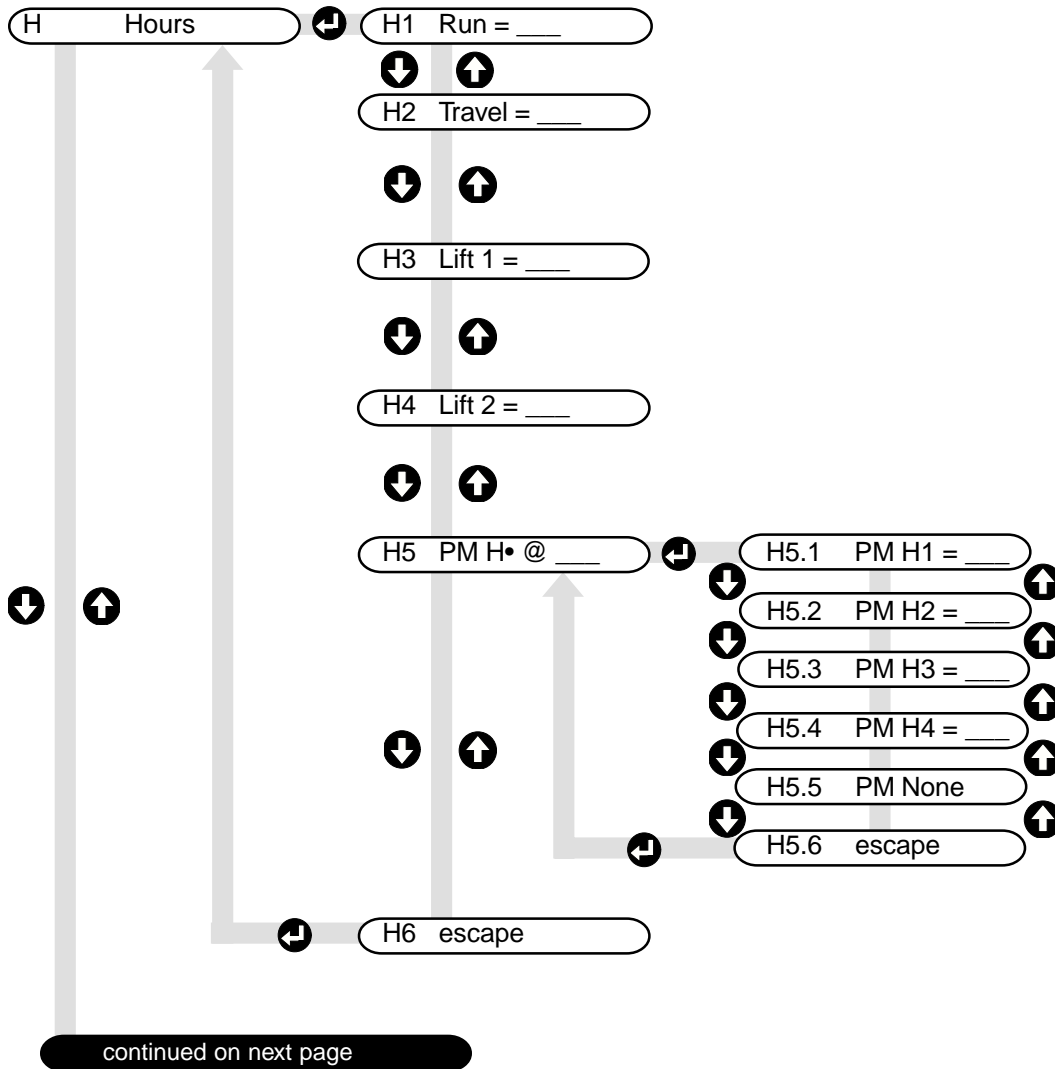 H Hours
H1 Run = ___
H2 Travel = ___
H3 Lift 1 = ___
H4 Lift 2 = ___
H5 PM H• @ ___
H5.1 PM H1 = ___
H5.2 PM H2 = ___
H5.3 PM H3 = ___
H5.4 PM H4 = ___
H5.5 PM None
H5.6 escape
H6 escape
continued on next page